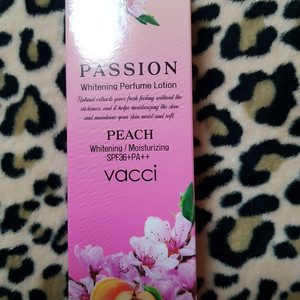 PASSION
Whitening Perfume Lotion
Natural extracts gives fresh feeling without the
stickiness, and it helps moisturizing the skin
and maintains your skin moist and soft.
PEACH
Whitening / Moisturizing
SPF36+PA++
vacci